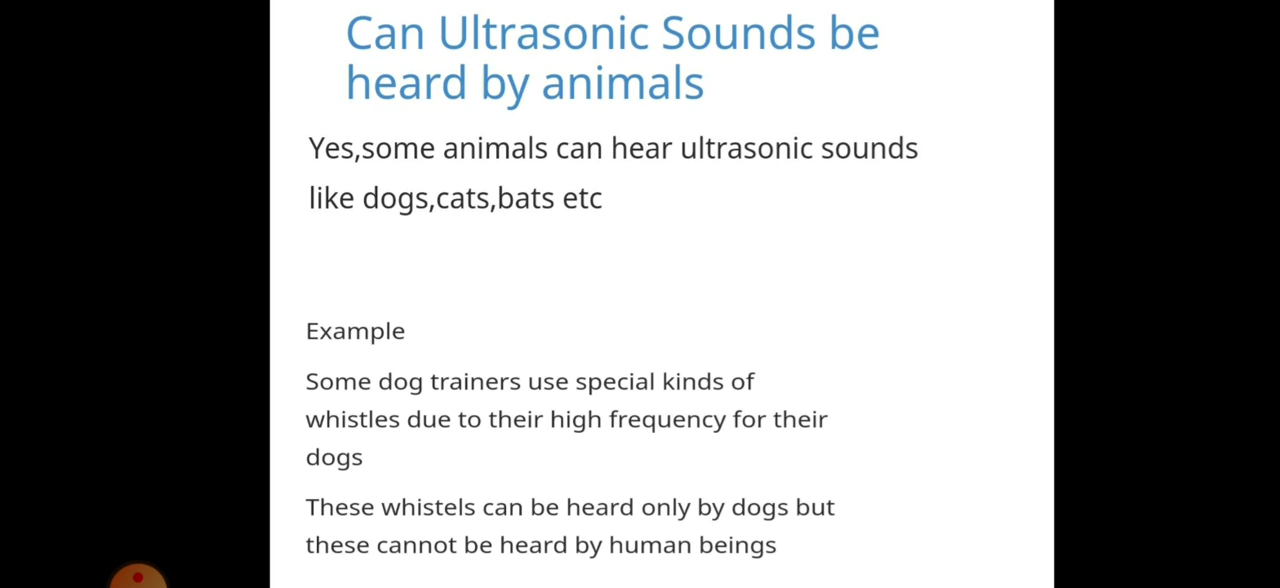 Can Ultrasonic Sounds be
heard by animals
Yes,some animals can hear ultrasonic sounds
like dogs,cats,bats etc
Example
Some dog trainers use special kinds of
whistles due to their high frequency for their
dogs
These whistels can be heard only by dogs but
these cannot be heard by human beings